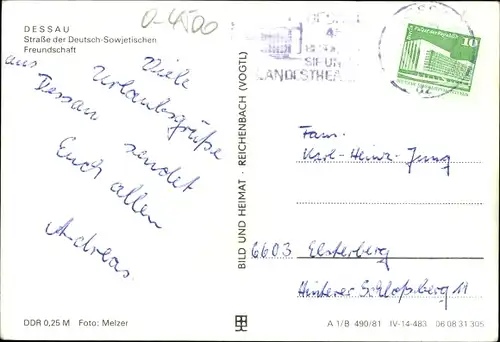 O-4500
DESSAU
Straße der Deutsch-Sowjetischen
Freundschaft
Viele
Urlaubsgrüße
aus Dessau sendet
Euch allen
Andreas
DDR 0,25 M Foto: Melzer
BILD UND HEIMAT · REICHENBACH (VOGTL)
LANDESTHEA
10
Fam.
Karl-Heinz Jung
6603 Elsterberg
Hinterer Schloßberg 11
A 1/B 490/81 IV-14-483 06 08 31 305